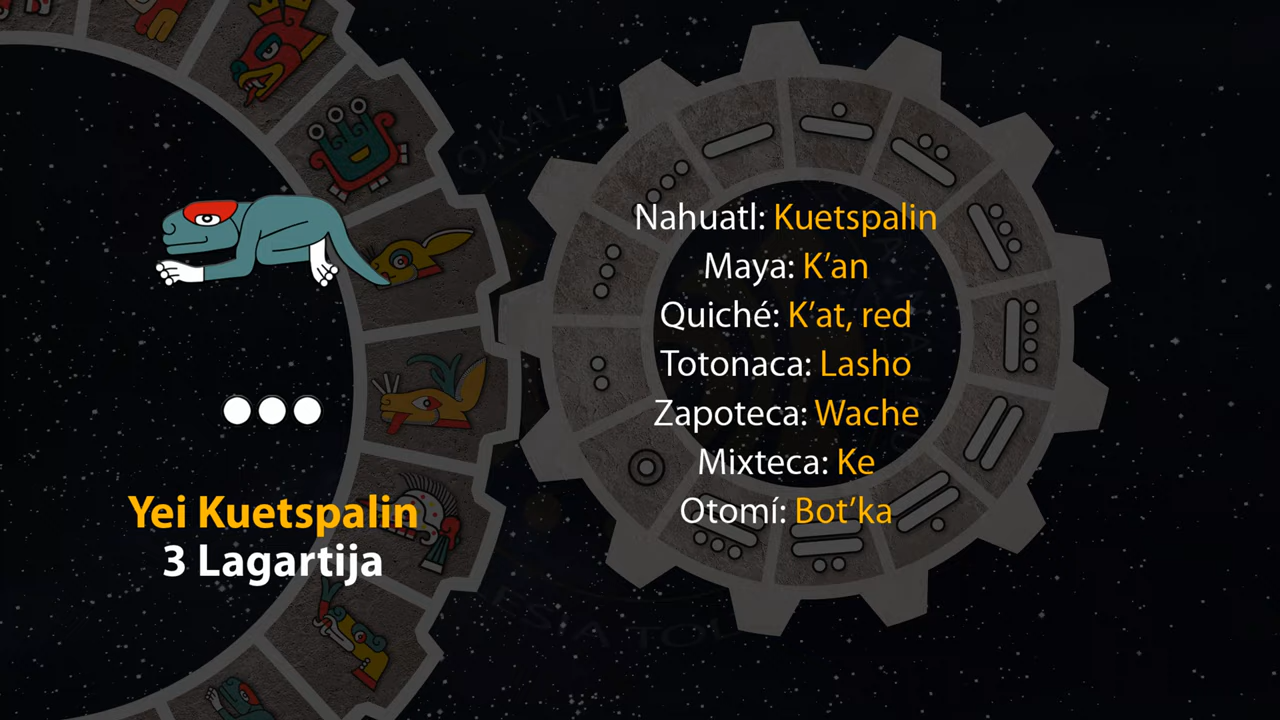 Yei Kuetspalin
3 Lagartija
Nahuatl: Kuetspalin
Maya: K’an
Quiché: K’at, red
Totonaca: Lasho
Zapoteca: Wache
Mixteca: Ke
Otomí: Bot’ka